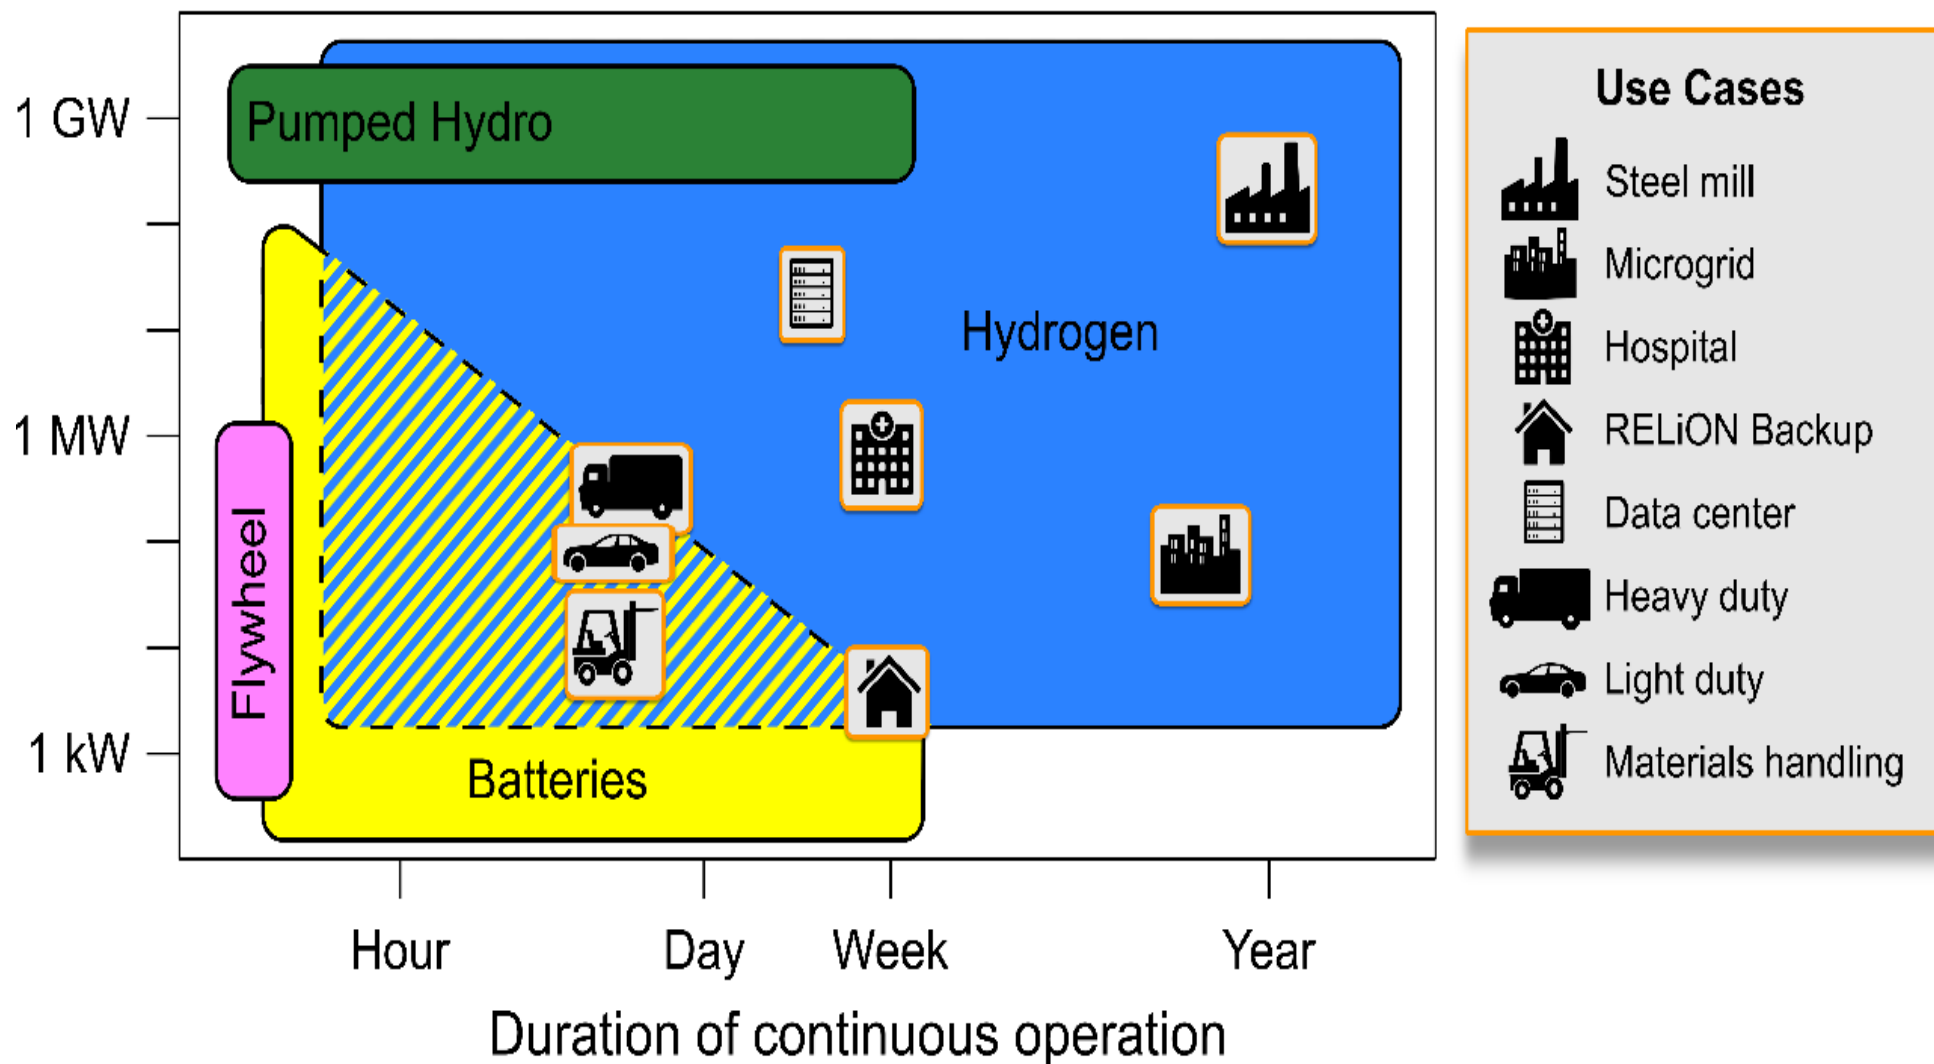 1 GW
1 MW
1 kW
Pumped Hydro
Hydrogen
Flywheel
Batteries
Hour
Day
Week
Year
Duration of continuous operation
Use Cases
Steel mill
Microgrid
Hospital
RELiON Backup
Data center
Heavy duty
Light duty
Materials handling